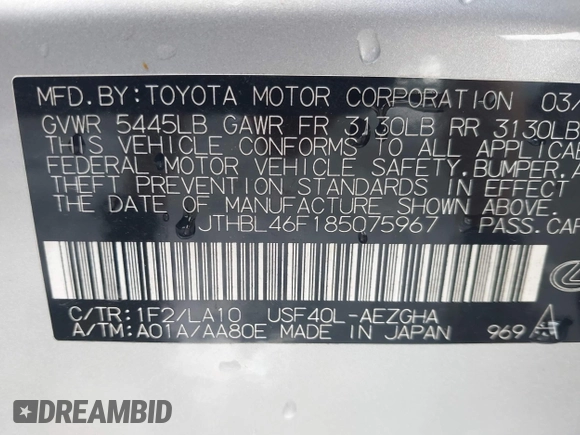 MFD.BY:TOYOTA MOTOR CORPORATION 03/
GVWR 5445LB GAWR FR 3130LB RR 3130LB
THIS VEHICLE CONFORMS TO ALL APPLICA
FEDERAL MOTOR VEHICLE SAFETY,BUMPER,A
THEFT PREVENTION STANDARDS IN EFFECT
THE DATE OF MANUFACTURE SHOWN ABOVE.
JTHBL46F185075967 PASS.CAR
C/TR:1F2/LA10 USF40L-AEZGHA
A/TM:A01A/AA80E MADE IN JAPAN 969
DREAMBID